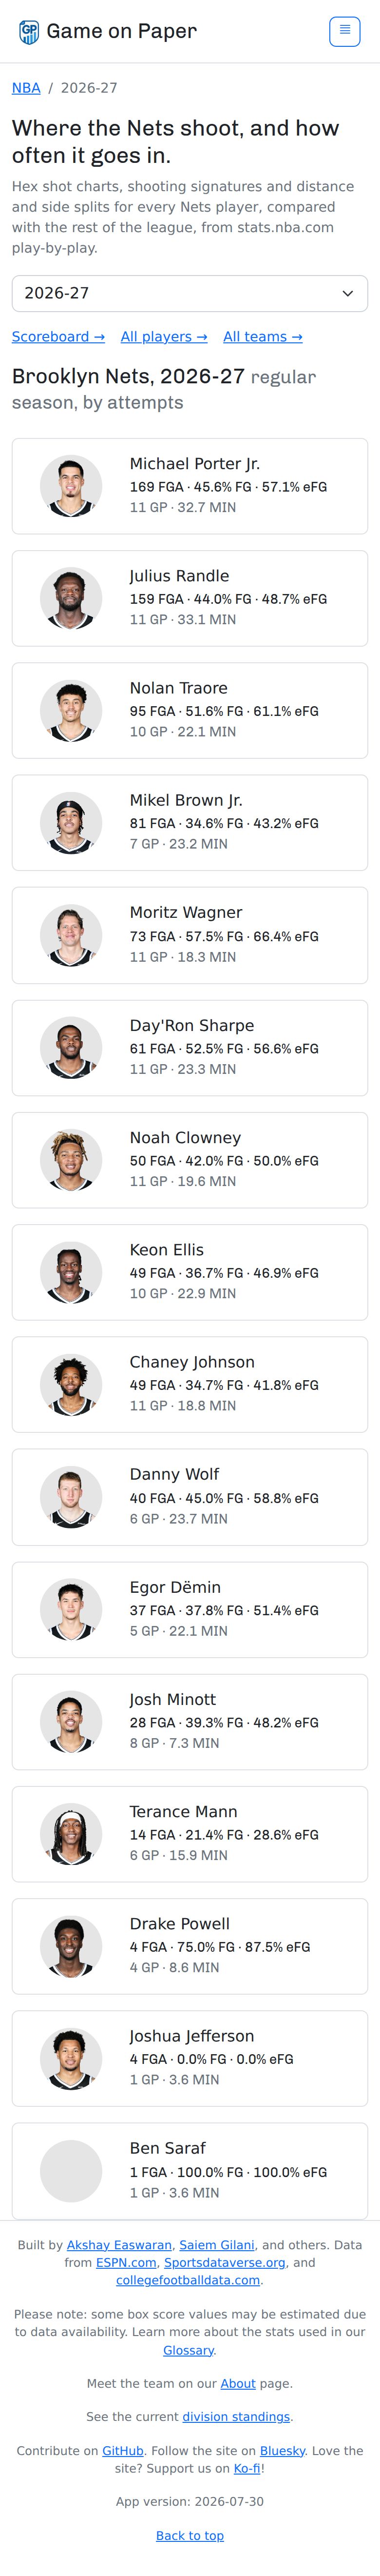 GP Game on Paper
NBA / 2026-27
Where the Nets shoot, and how
often it goes in.
Hex shot charts, shooting signatures and distance
and side splits for every Nets player, compared
with the rest of the league, from stats.nba.com
play-by-play.
2026-27
Scoreboard → All players → All teams →
Brooklyn Nets, 2026-27 regular
season, by attempts
Michael Porter Jr.
169 FGA · 45.6% FG · 57.1% eFG
11 GP · 32.7 MIN
Julius Randle
159 FGA · 44.0% FG · 48.7% eFG
11 GP · 33.1 MIN
Nolan Traore
95 FGA · 51.6% FG · 61.1% eFG
10 GP · 22.1 MIN
Mikel Brown Jr.
81 FGA · 34.6% FG · 43.2% eFG
7 GP · 23.2 MIN
Moritz Wagner
73 FGA · 57.5% FG · 66.4% eFG
11 GP · 18.3 MIN
Day'Ron Sharpe
61 FGA · 52.5% FG · 56.6% eFG
11 GP · 23.3 MIN
Noah Clowney
50 FGA · 42.0% FG · 50.0% eFG
11 GP · 19.6 MIN
Keon Ellis
49 FGA · 36.7% FG · 46.9% eFG
10 GP · 22.9 MIN
Chaney Johnson
49 FGA · 34.7% FG · 41.8% eFG
11 GP · 18.8 MIN
Danny Wolf
40 FGA · 45.0% FG · 58.8% eFG
6 GP · 23.7 MIN
Egor Dëmin
37 FGA · 37.8% FG · 51.4% eFG
5 GP · 22.1 MIN
Josh Minott
28 FGA · 39.3% FG · 48.2% eFG
8 GP · 7.3 MIN
Terance Mann
14 FGA · 21.4% FG · 28.6% eFG
6 GP · 15.9 MIN
Drake Powell
4 FGA · 75.0% FG · 87.5% eFG
4 GP · 8.6 MIN
Joshua Jefferson
4 FGA · 0.0% FG · 0.0% eFG
1 GP · 3.6 MIN
Ben Saraf
1 FGA · 100.0% FG · 100.0% eFG
1 GP · 3.6 MIN
Built by Akshay Easwaran, Saiem Gilani, and others. Data
from ESPN.com, Sportsdataverse.org, and
collegefootballdata.com.
Please note: some box score values may be estimated due
to data availability. Learn more about the stats used in our
Glossary.
Meet the team on our About page.
See the current division standings.
Contribute on GitHub. Follow the site on Bluesky. Love the
site? Support us on Ko-fi!
App version: 2026-07-30
Back to top